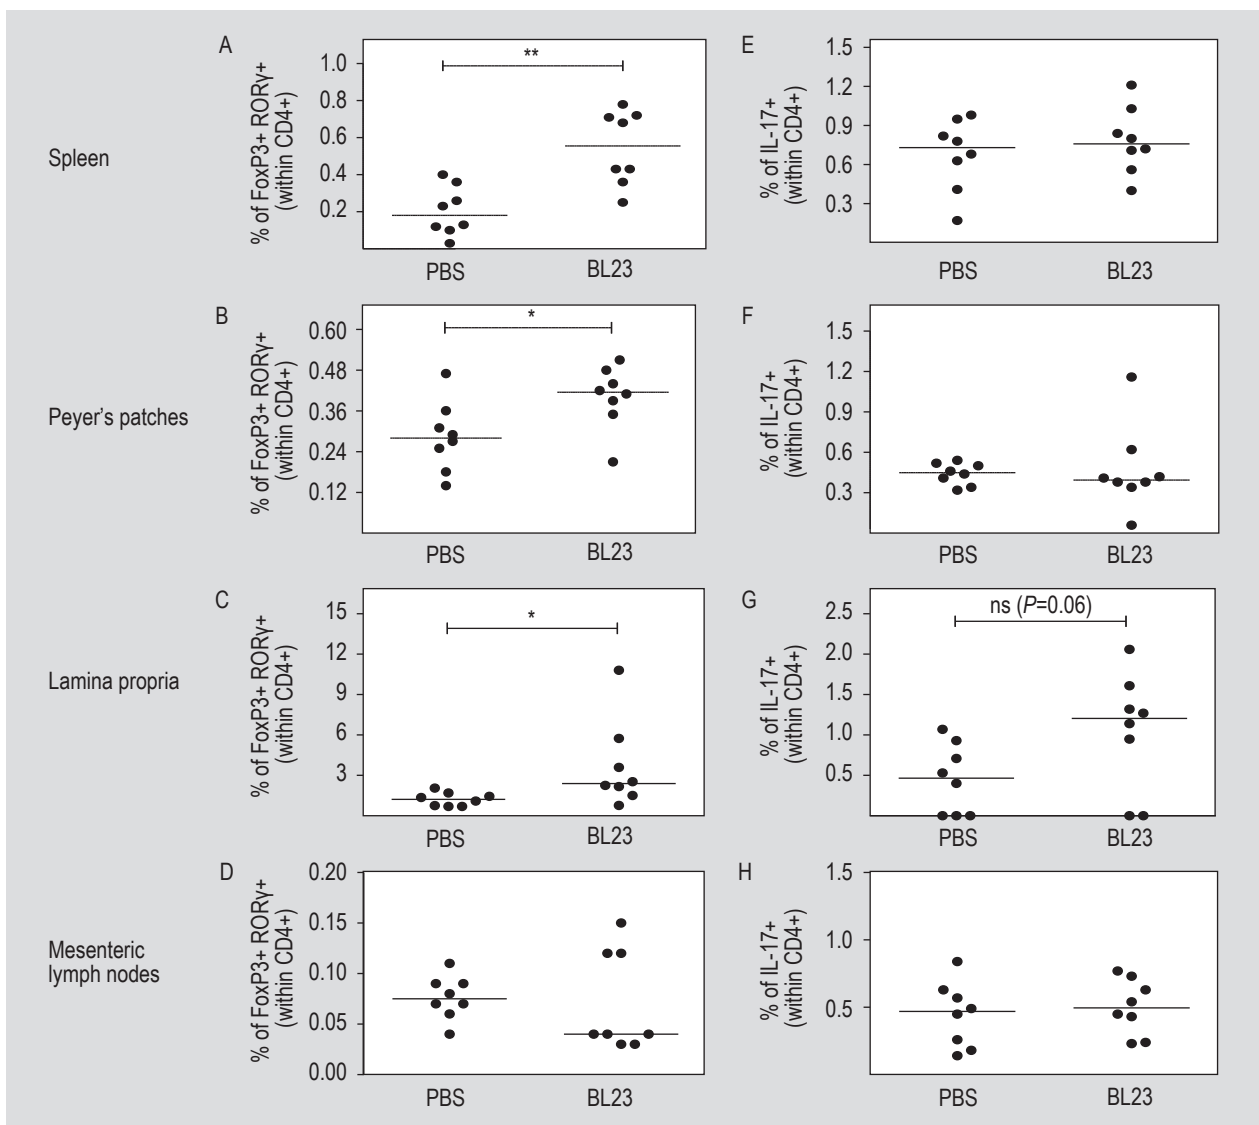 A
% of FoxP3+ RORγ+
(within CD4+)
1.0
0.8
0.6
0.4
0.2
**
PBS
BL23
Spleen
E
% of IL-17+
(within CD4+)
1.5
1.2
0.9
0.6
0.3
PBS
BL23
B
% of FoxP3+ RORγ+
(within CD4+)
0.60
0.48
0.36
0.24
0.12
*
PBS
BL23
Peyer's patches
F
% of IL-17+
(within CD4+)
1.5
1.2
0.9
0.6
0.3
PBS
BL23
C
% of FoxP3+ RORγ+
(within CD4+)
15
12
9
6
3
*
PBS
BL23
Lamina propria
G
% of IL-17+
(within CD4+)
2.5
2.0
1.5
1.0
0.5
ns (P=0.06)
PBS
BL23
D
% of FoxP3+ RORγ+
(within CD4+)
0.20
0.15
0.10
0.05
0.00
PBS
BL23
Mesenteric
lymph nodes
H
% of IL-17+
(within CD4+)
1.5
1.0
0.5
PBS
BL23